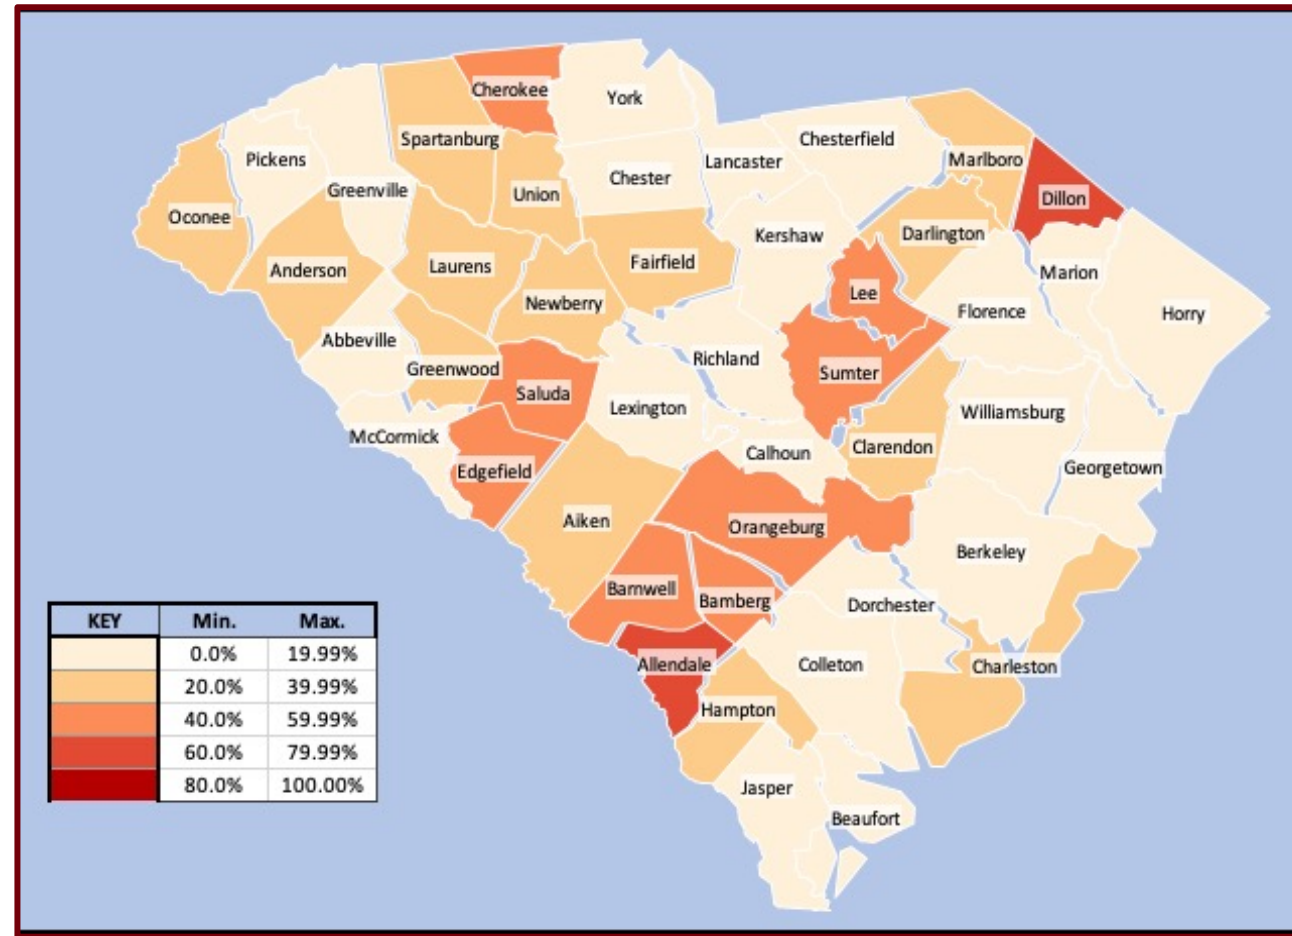 Cherokee
York
Spartanburg
Chesterfield
Pickens
Lancaster
Marlboro
Greenville
Chester
Union
Dillon
Oconee
Kershaw
Darlington
Anderson
Laurens
Fairfield
Marion
Newberry
Lee
Florence
Horry
Abbeville
Richland
Greenwood
Sumter
Saluda
Lexington
Williamsburg
McCormick
Calhoun
Clarendon
Edgefield
Georgetown
Aiken
Orangeburg
Berkeley
Barnwell
Bamberg
Dorchester
Allendale
Colleton
Charleston
Hampton
Jasper
Beaufort
KEY Min. Max.
0.0% 19.99%
20.0% 39.99%
40.0% 59.99%
60.0% 79.99%
80.0% 100.00%